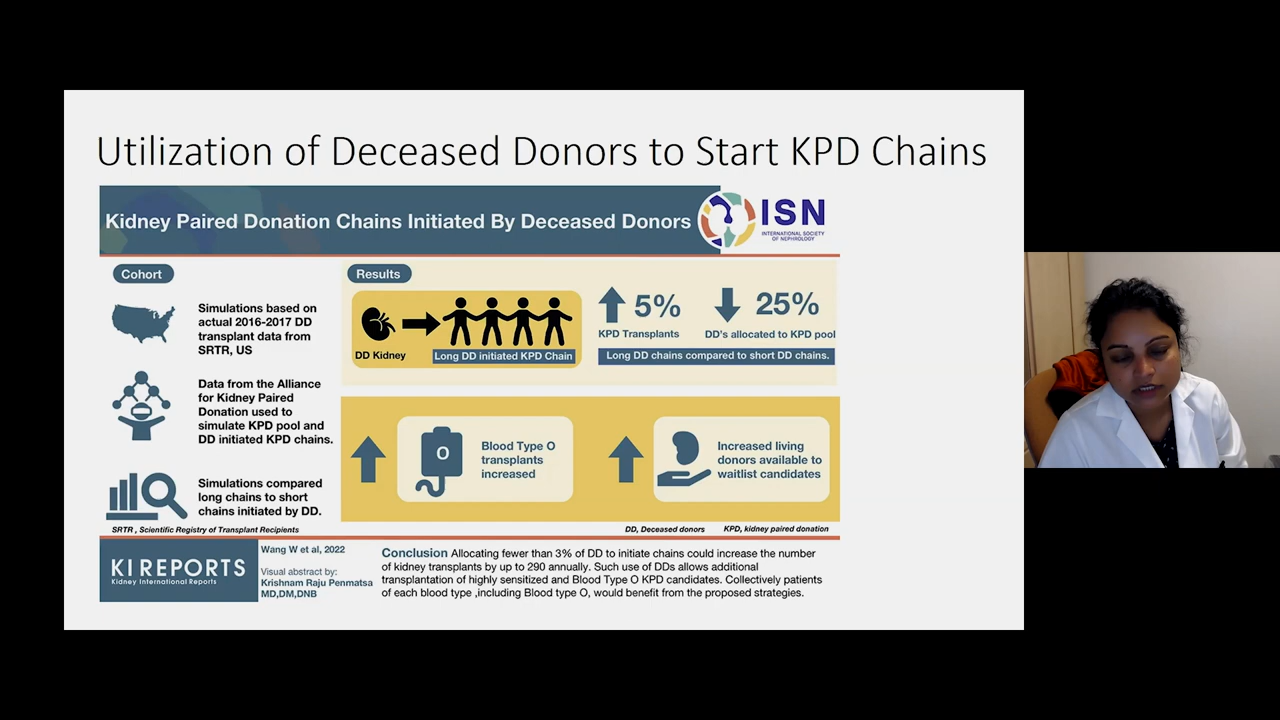 Utilization of Deceased Donors to Start KPD Chains
Kidney Paired Donation Chains Initiated By Deceased Donors
ISN
INTERNATIONAL SOCIETY
OF NEPHROLOGY
Cohort
Simulations based on
actual 2016-2017 DD
transplant data from
SRTR, US
Data from the Alliance
for Kidney Paired
Donation used to
simulate KPD pool and
DD initiated KPD chains.
Simulations compared
long chains to short
chains initiated by DD.
SRTR , Scientific Registry of Transplant Recipients
Results
DD Kidney
Long DD initiated KPD Chain
5%
KPD Transplants
25%
DD's allocated to KPD pool
Long DD chains compared to short DD chains.
O
Blood Type O
transplants
increased
Increased living
donors available to
waitlist candidates
DD, Deceased donors
KPD, kidney paired donation
KI REPORTS
Kidney International Reports
Wang W et al, 2022
Visual abstract by:
Krishnam Raju Penmatsa
MD,DM,DNB
Conclusion Allocating fewer than 3% of DD to initiate chains could increase the number
of kidney transplants by up to 290 annually. Such use of DDs allows additional
transplantation of highly sensitized and Blood Type O KPD candidates. Collectively patients
of each blood type ,including Blood type O, would benefit from the proposed strategies.